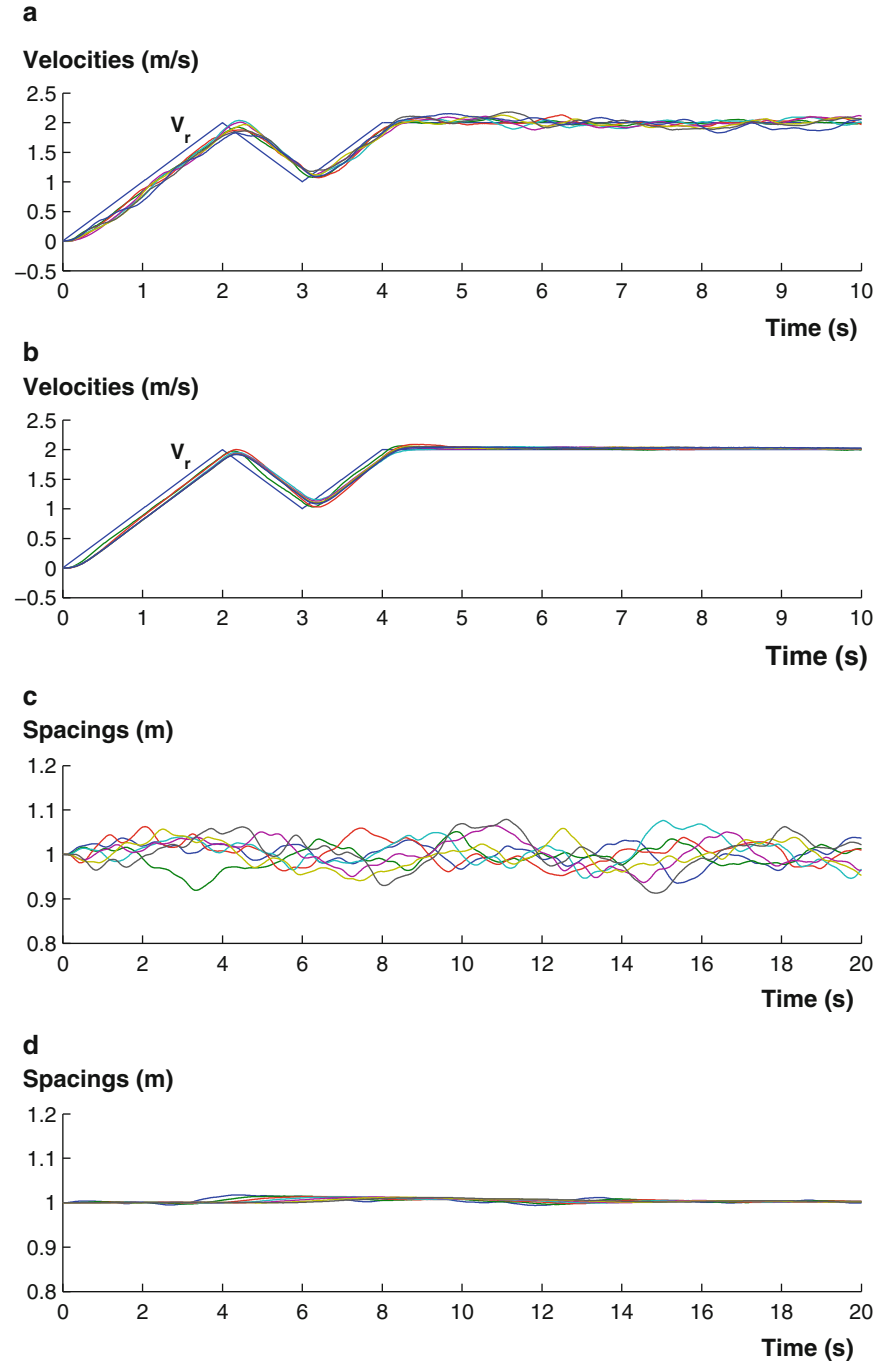 a
Velocities (m/s)
2.5
2
1.5
1
0.5
0
−0.5
V_r
0 1 2 3 4 5 6 7 8 9 10
Time (s)
b
Velocities (m/s)
2.5
2
1.5
1
0.5
0
−0.5
V_r
0 1 2 3 4 5 6 7 8 9 10
Time (s)
c
Spacings (m)
1.2
1.1
1
0.9
0.8
0 2 4 6 8 10 12 14 16 18 20
Time (s)
d
Spacings (m)
1.2
1.1
1
0.9
0.8
0 2 4 6 8 10 12 14 16 18 20
Time (s)